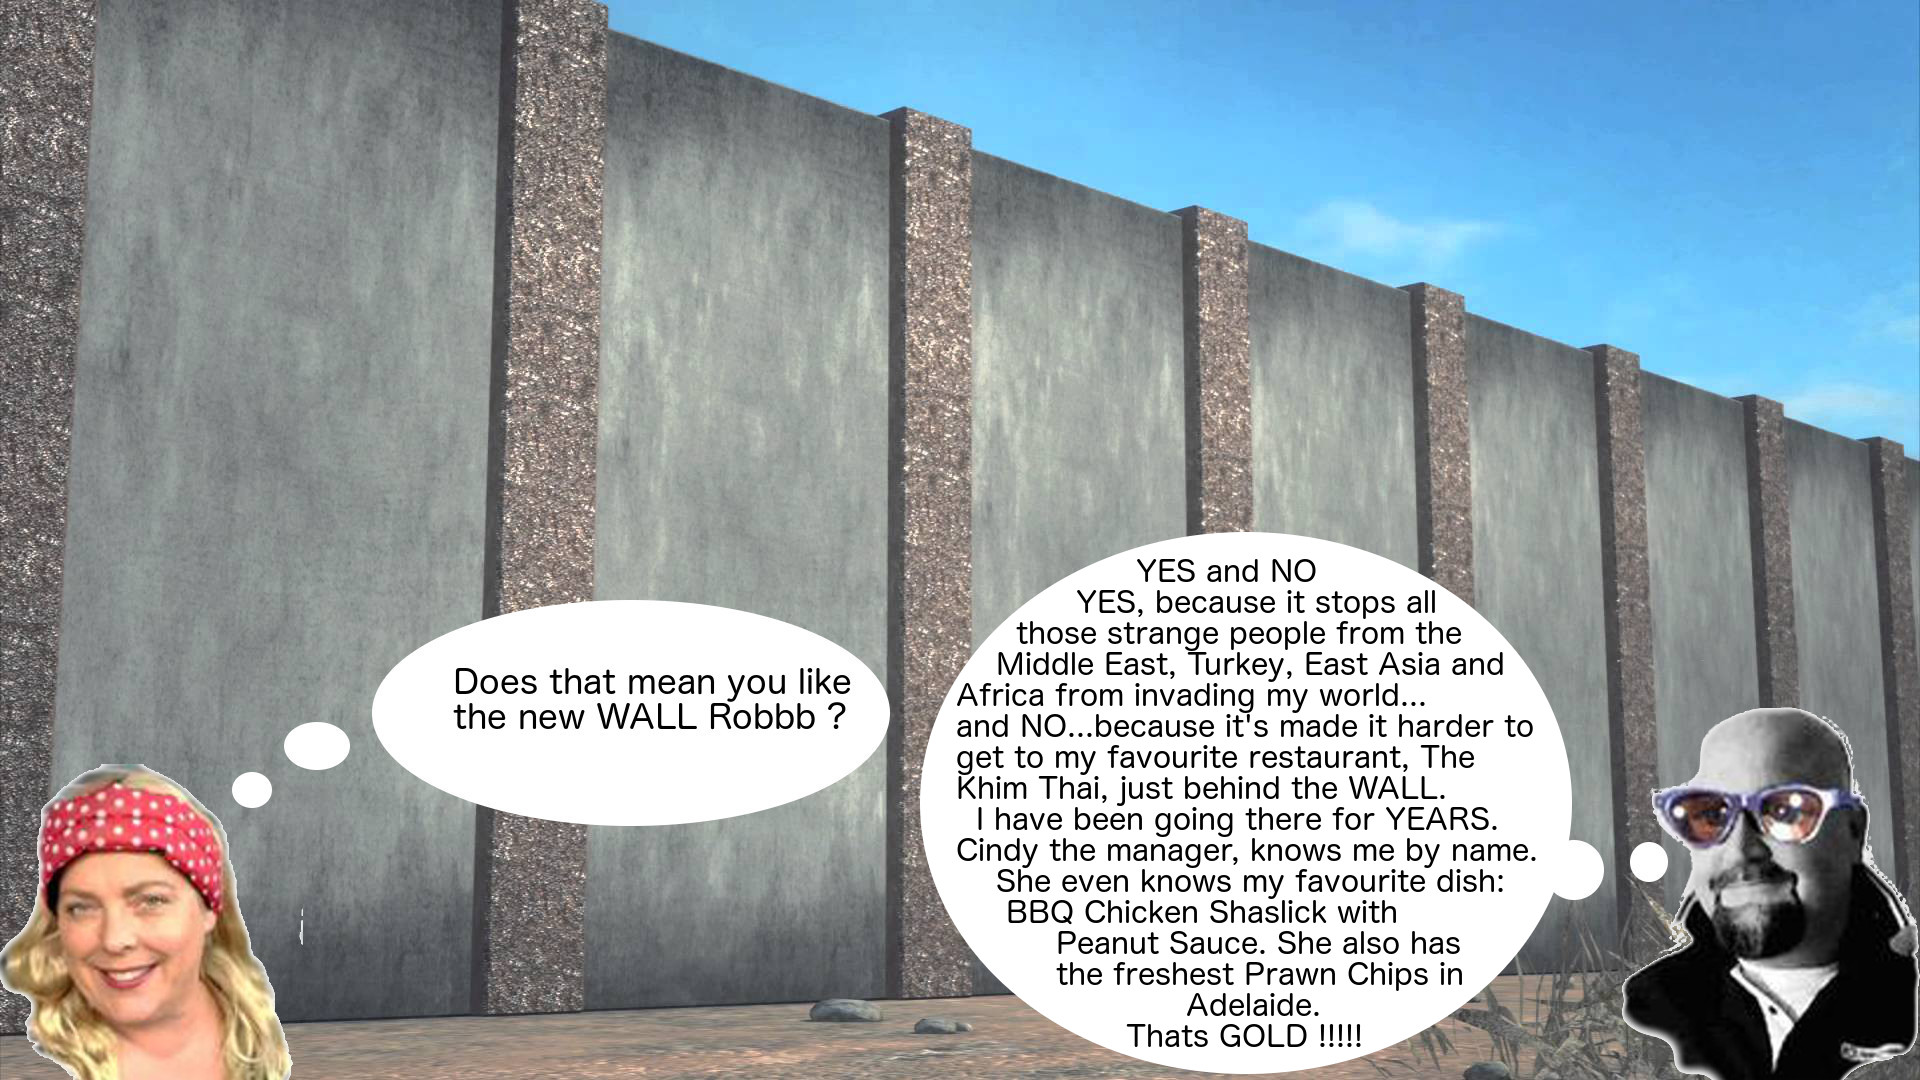 Does that mean you like
the new WALL Robbb ?
YES and NO
YES, because it stops all
those strange people from the
Middle East, Turkey, East Asia and
Africa from invading my world...
and NO...because it's made it harder to
get to my favourite restaurant, The
Khim Thai, just behind the WALL.
I have been going there for YEARS.
Cindy the manager, knows me by name.
She even knows my favourite dish:
BBQ Chicken Shaslick with
Peanut Sauce. She also has
the freshest Prawn Chips in
Adelaide.
Thats GOLD !!!!!